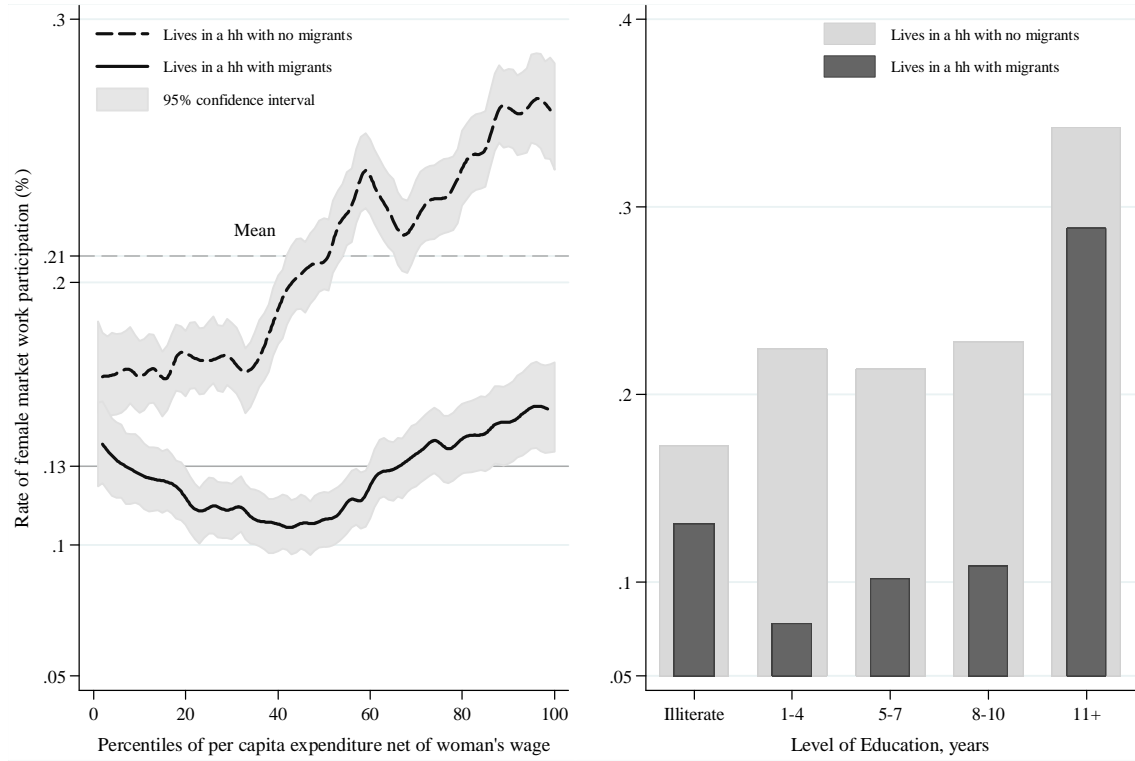 Rate of female market work participation (%)
.3
.21
.2
.13
.1
.05
Lives in a hh with no migrants
Lives in a hh with migrants
95% confidence interval
Mean
0 20 40 60 80 100
Percentiles of per capita expenditure net of woman's wage
.4
.3
.2
.1
.05
Lives in a hh with no migrants
Lives in a hh with migrants
Illiterate 1-4 5-7 8-10 11+
Level of Education, years